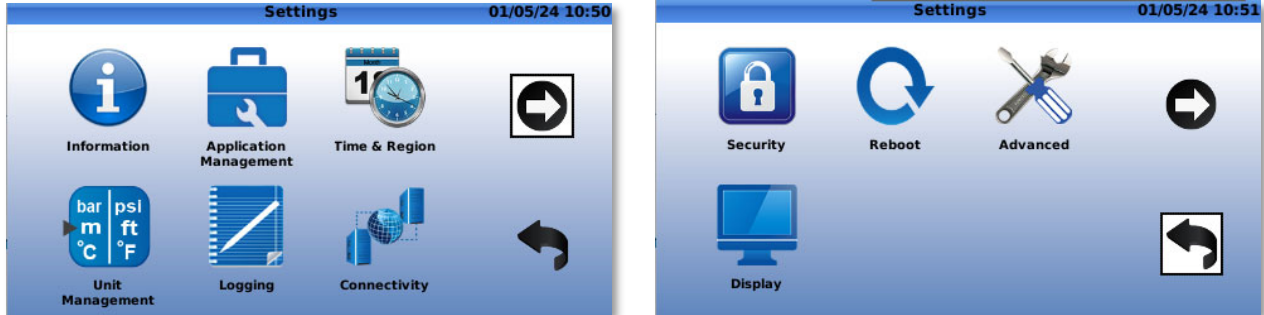 Settings 01/05/24 10:50
Information
Application
Management
Time & Region
bar psi
m ft
°C °F
Unit
Management
Logging
Connectivity
Settings 01/05/24 10:51
Security
Reboot
Advanced
Display